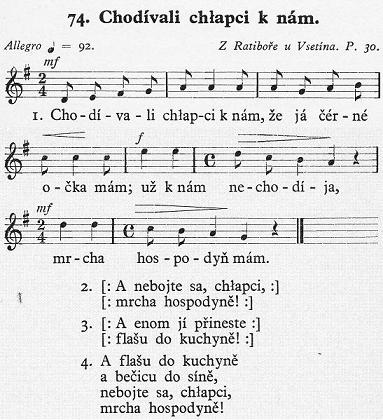 74. Chodívali chłapci k nám.
Allegro ♩ = 92.
Z Ratiboře u Vsetína. P. 30.
mf
1. Cho-dí-va-li chłap-ci k nám, že já čér-né
f
o-čka mám; už k nám ne-cho-dí-ja,
mf
mr-cha hos-po-dyň mám.
2. [: A nebojte sa, chłapci, :]
[: mrcha hospodyně! :]
3. [: A enom jí přineste :]
[: flašu do kuchyně! :]
4. A flašu do kuchyně
a bečicu do síně,
nebojte sa, chłapci,
mrcha hospodyně!